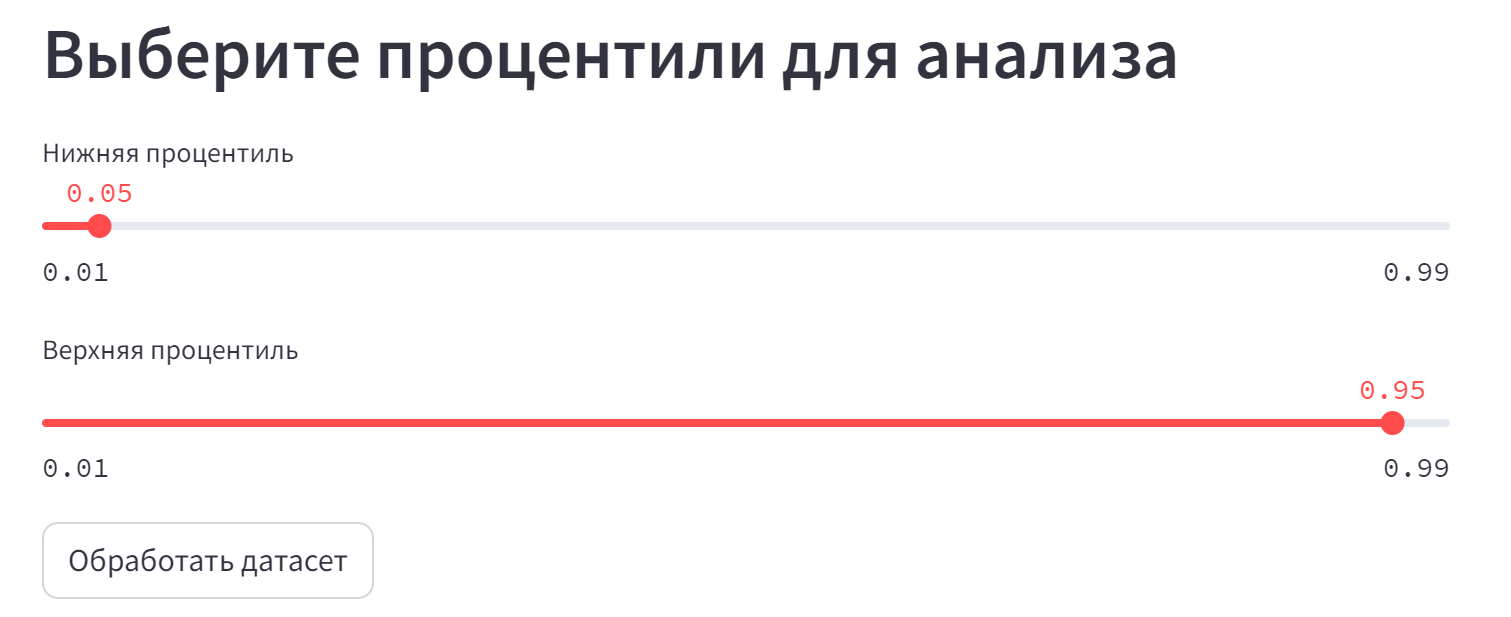 Выберите процентили для анализа
Нижняя процентиль
0.05
0.01 0.99
Верхняя процентиль
0.95
0.01 0.99
Обработать датасет